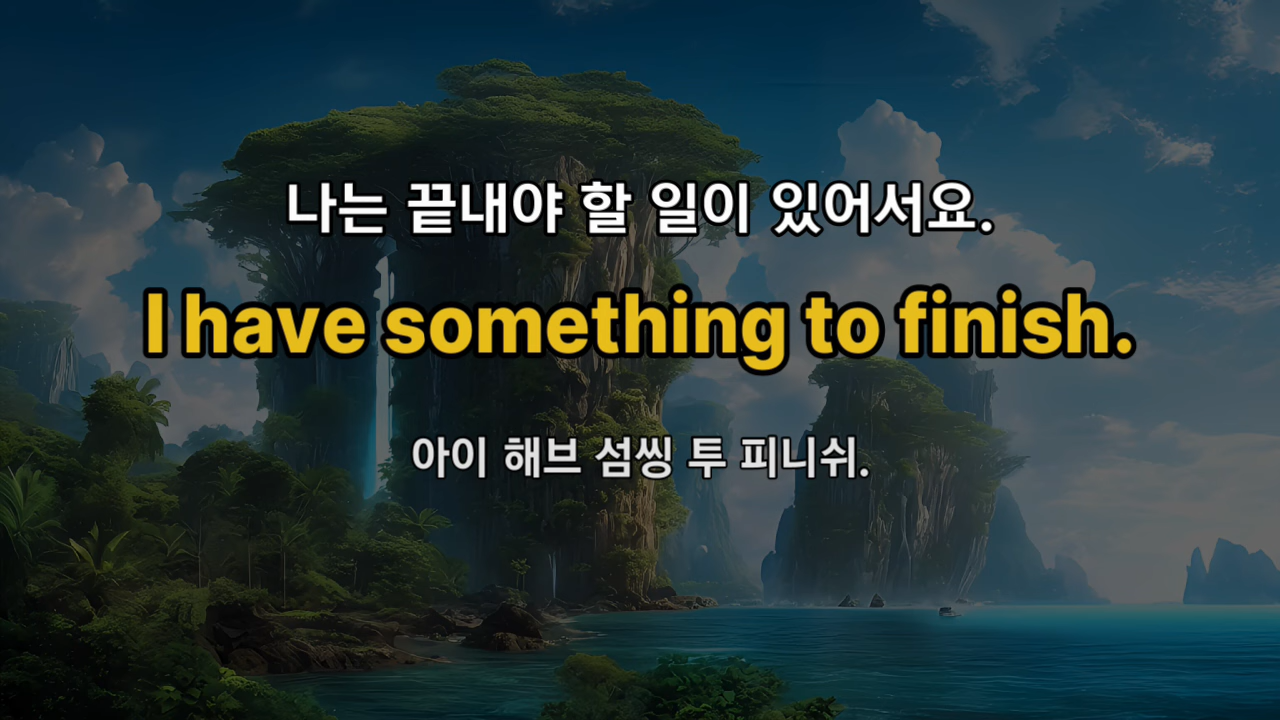 나는 끝내야 할 일이 있어서요.
I have something to finish.
아이 해브 섬씽 투 피니쉬.